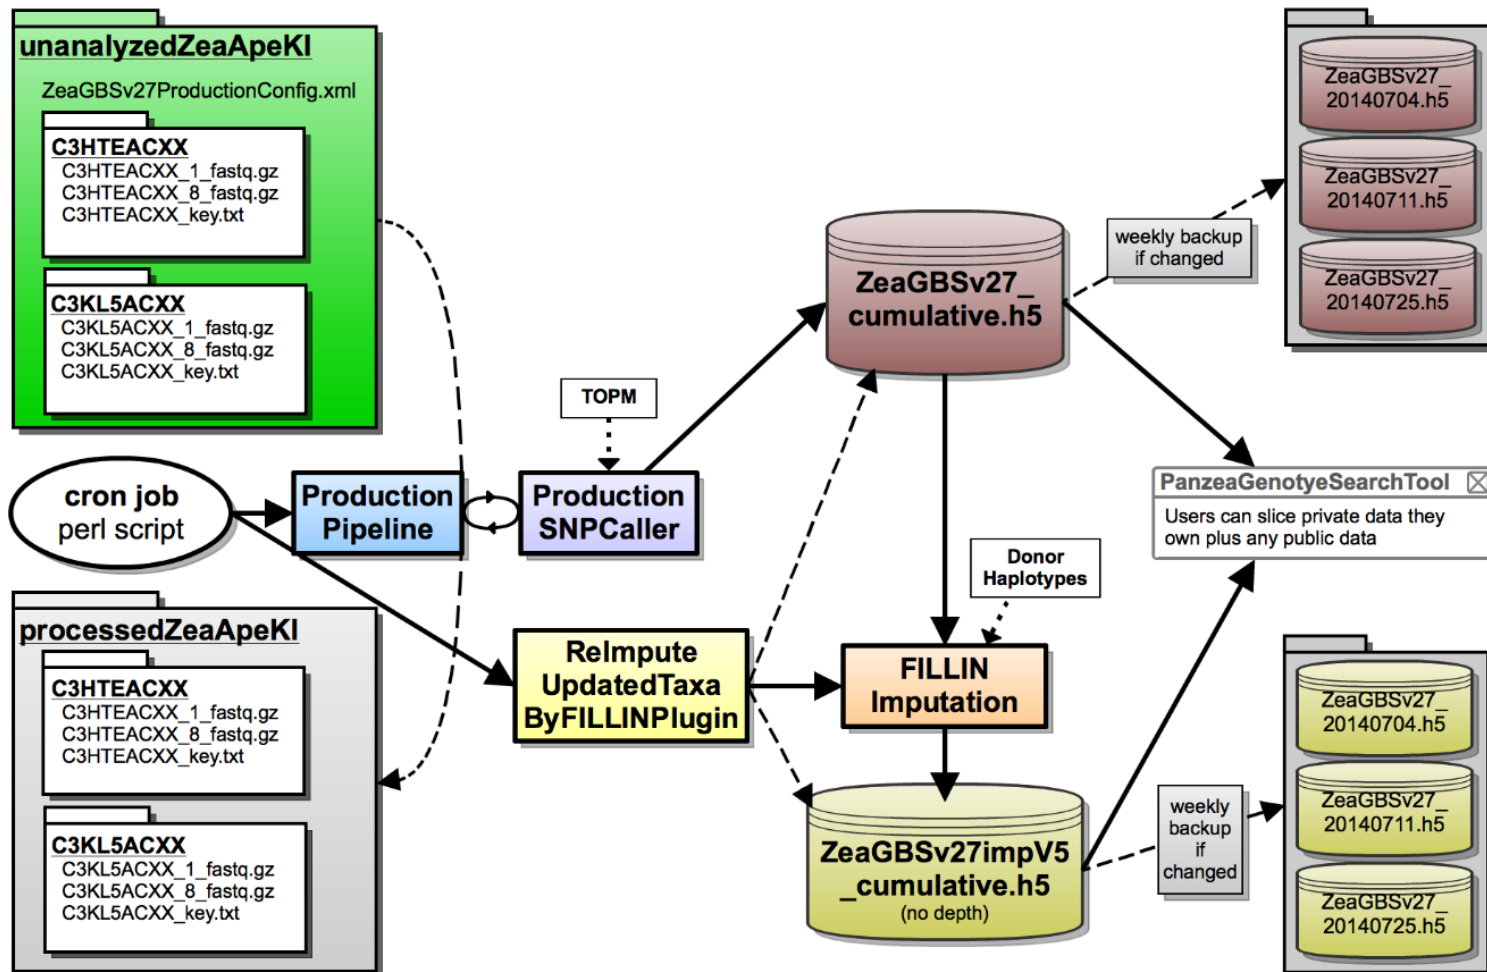 unanalyzedZeaApeKI
ZeaGBSv27ProductionConfig.xml
C3HTEACXX
C3HTEACXX_1_fastq.gz
C3HTEACXX_8_fastq.gz
C3HTEACXX_key.txt
C3KL5ACXX
C3KL5ACXX_1_fastq.gz
C3KL5ACXX_8_fastq.gz
C3KL5ACXX_key.txt
cron job
perl script
Production
Pipeline
TOPM
Production
SNPCaller
processedZeaApeKI
C3HTEACXX
C3HTEACXX_1_fastq.gz
C3HTEACXX_8_fastq.gz
C3HTEACXX_key.txt
C3KL5ACXX
C3KL5ACXX_1_fastq.gz
C3KL5ACXX_8_fastq.gz
C3KL5ACXX_key.txt
ReImpute
UpdatedTaxa
ByFILLINPlugin
ZeaGBSv27_
cumulative.h5
Donor
Haplotypes
FILLIN
Imputation
ZeaGBSv27impV5
_cumulative.h5
(no depth)
weekly backup
if changed
ZeaGBSv27_
20140704.h5
ZeaGBSv27_
20140711.h5
ZeaGBSv27_
20140725.h5
PanzeaGenotyeSearchTool
Users can slice private data they
own plus any public data
weekly
backup
if
changed
ZeaGBSv27_
20140704.h5
ZeaGBSv27_
20140711.h5
ZeaGBSv27_
20140725.h5